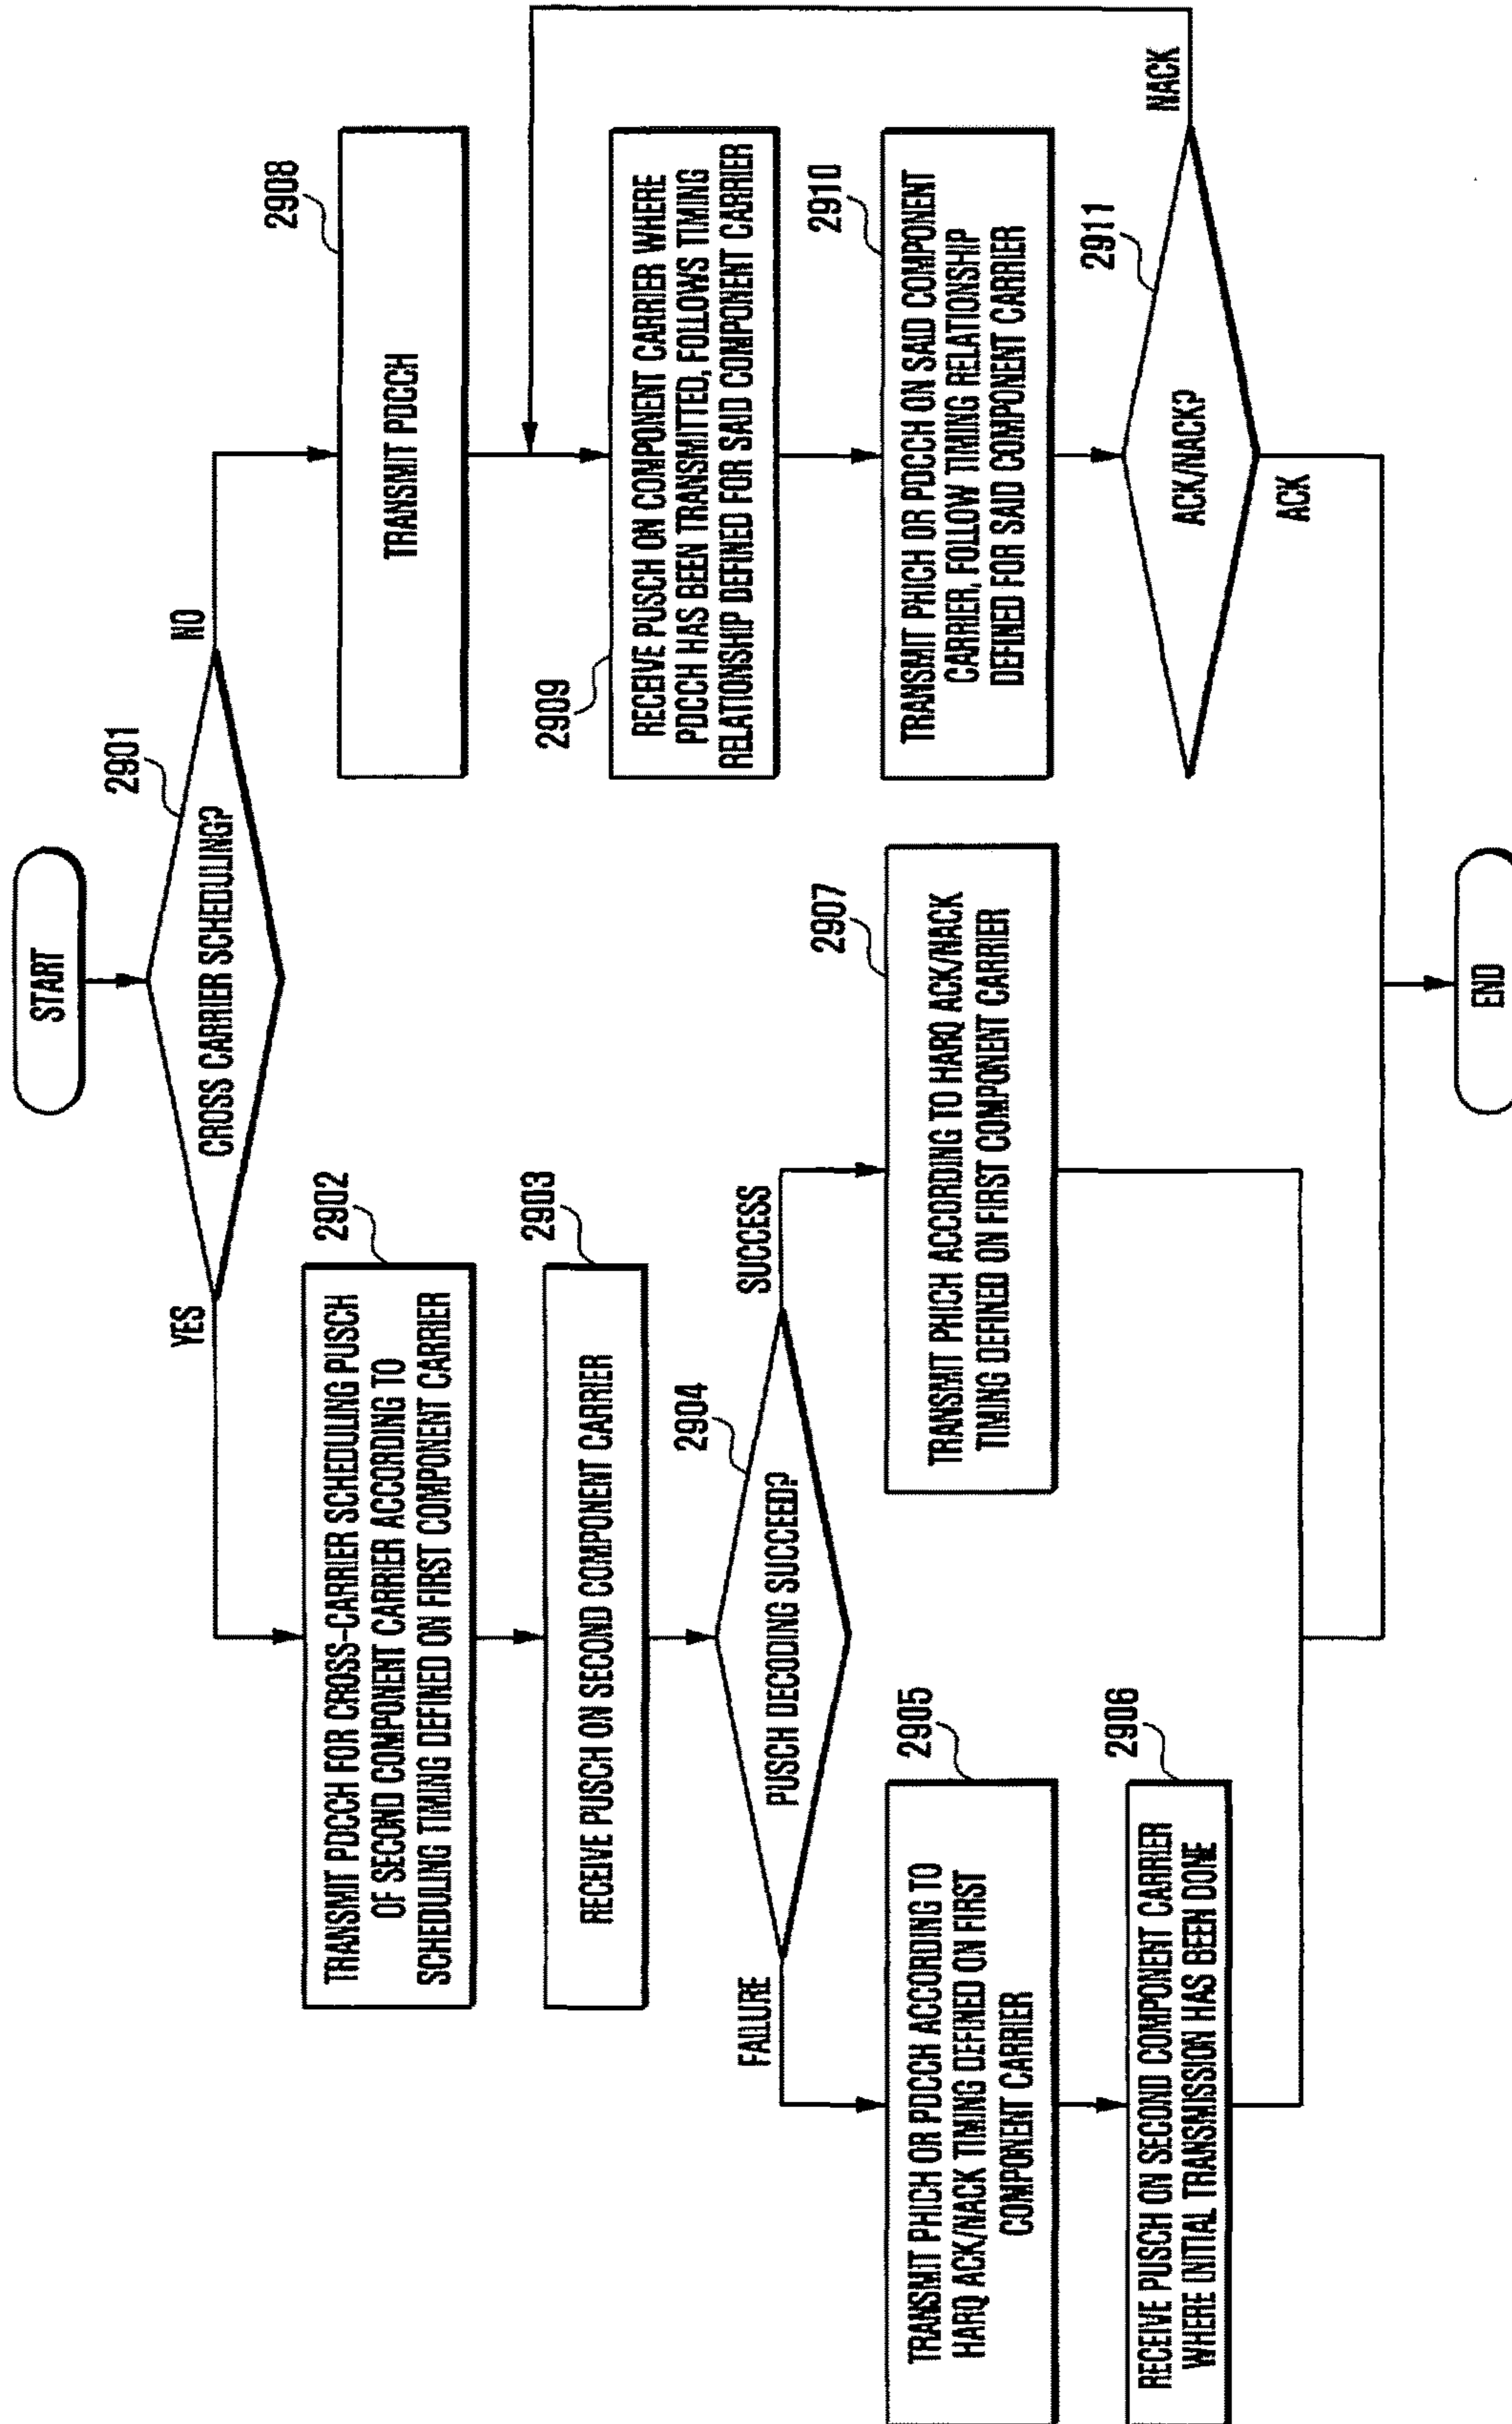 START
2901
CROSS CARRIER SCHEDULING?
YES
NO
2902
TRANSMIT PDCCH FOR CROSS-CARRIER SCHEDULING PUSCH
OF SECOND COMPONENT CARRIER ACCORDING TO
SCHEDULING TIMING DEFINED ON FIRST COMPONENT CARRIER
2903
RECEIVE PUSCH ON SECOND COMPONENT CARRIER
2904
PUSCH DECODING SUCCEED?
FAILURE
SUCCESS
2905
TRANSMIT PHICH OR PDCCH ACCORDING TO
HARQ ACK/NACK TIMING DEFINED ON FIRST
COMPONENT CARRIER
2906
RECEIVE PUSCH ON SECOND COMPONENT CARRIER
WHERE INITIAL TRANSMISSION HAS BEEN DONE
2907
TRANSMIT PHICH ACCORDING TO HARQ ACK/NACK
TIMING DEFINED ON FIRST COMPONENT CARRIER
2908
TRANSMIT PDCCH
2909
RECEIVE PUSCH ON COMPONENT CARRIER WHERE
PDCCH HAS BEEN TRANSMITTED, FOLLOWS TIMING
RELATIONSHIP DEFINED FOR SAID COMPONENT CARRIER
2910
TRANSMIT PHICH OR PDCCH ON SAID COMPONENT
CARRIER, FOLLOW TIMING RELATIONSHIP
DEFINED FOR SAID COMPONENT CARRIER
2911
ACK/NACK?
NACK
ACK
END